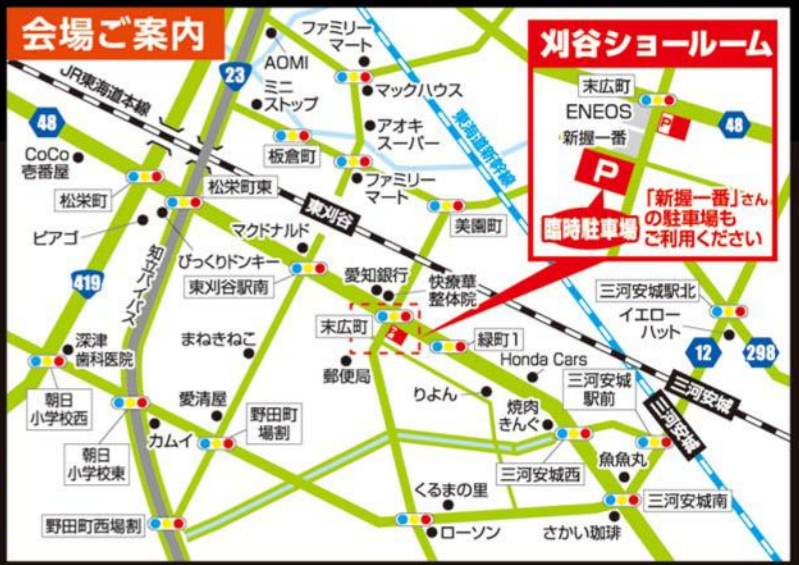 会場ご案内
JR東海道本線
48
CoCo
壱番屋
松栄町
ピアゴ
419
深津
歯科医院
朝日
小学校西
朝日
小学校東
野田町西場割
23
AOMI
ミニ
ストップ
板倉町
松栄町東
びっくりドンキー
知立バイパス
ファミリー
マート
マックハウス
アオキ
スーパー
ファミリー
マート
美園町
東海道新幹線
東刈谷
マクドナルド
東刈谷駅南
まねきねこ
愛清屋
カムイ
野田町
場割
愛知銀行
快療華
整体院
末広町
P
郵便局
緑町1
りよん
Honda Cars
焼肉
きんぐ
三河安城西
くるまの里
ローソン
さかい珈琲
魚魚丸
三河安城南
三河安城
駅前
三河安城
三河安城
三河安城駅北
イエロー
ハット
12
298
刈谷ショールーム
末広町
ENEOS
新握一番
P
48
P
臨時駐車場
「新握一番」さん
の駐車場も
ご利用ください